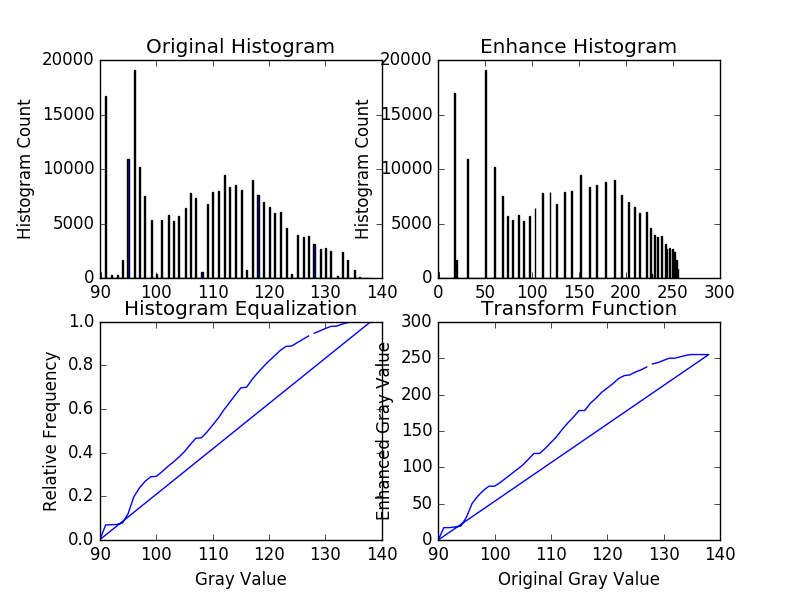 Original Histogram
20000
15000
10000
5000
0
Histogram Count
90 100 110 120 130 140
Enhance Histogram
20000
15000
10000
5000
0
Histogram Count
0 50 100 150 200 250 300
Histogram Equalization
1.0
0.8
0.6
0.4
0.2
0.0
Relative Frequency
90 100 110 120 130 140
Gray Value
Transform Function
300
250
200
150
100
50
0
Enhanced Gray Value
90 100 110 120 130 140
Original Gray Value